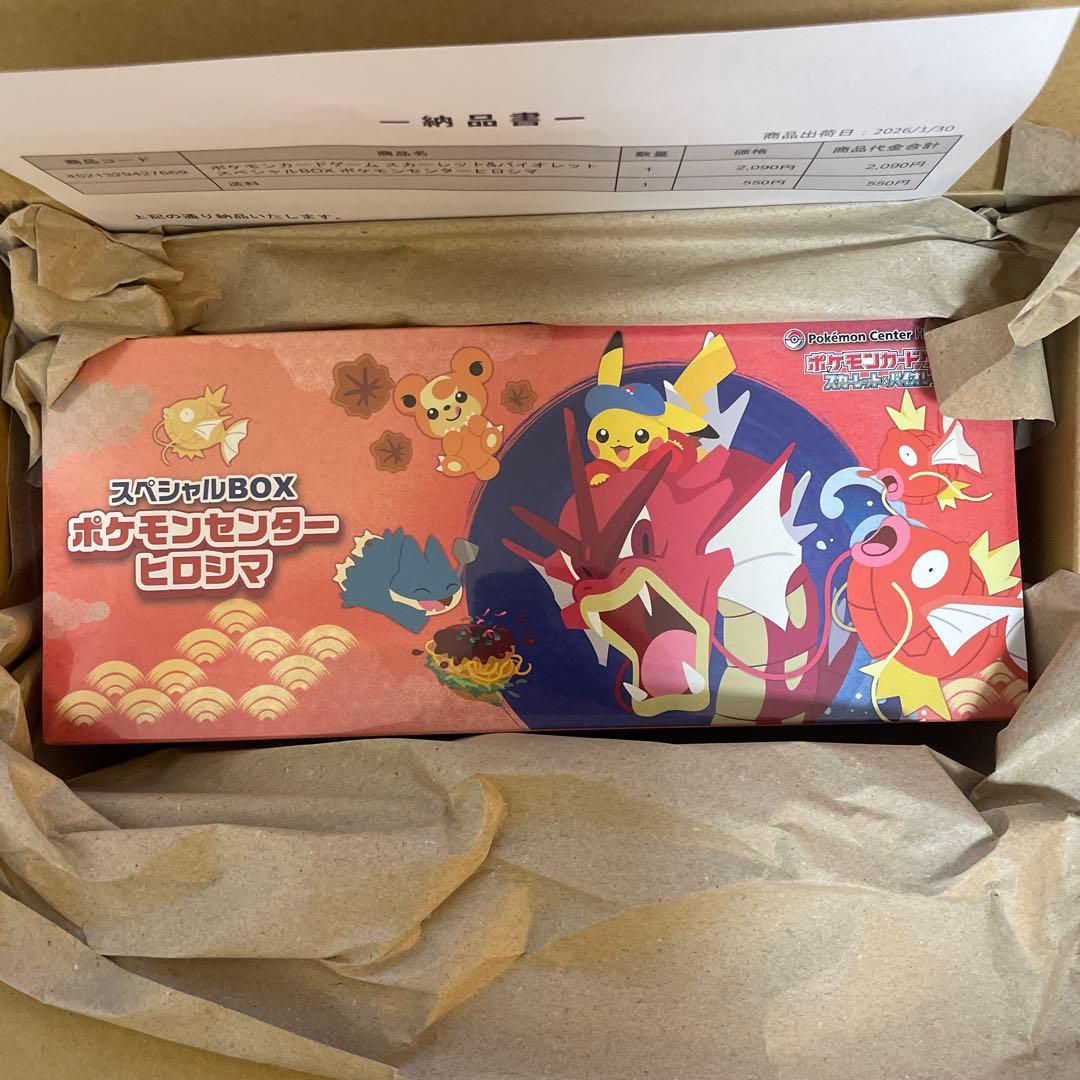 ー納品書ー
商品出荷日：2026/1/30
商品コード 商品名 数量 価格 商品代金合計
4521329427669 ポケモンカードゲーム スカーレット&バイオレット スペシャルBOX ポケモンセンターヒロシマ 1 2,090円 2,090円
送料 1 550円 550円
上記の通り納品いたします。
Pokémon Center H
ポケモンカード
スカーレット&バイオレ
スペシャルBOX
ポケモンセンター
ヒロシマ